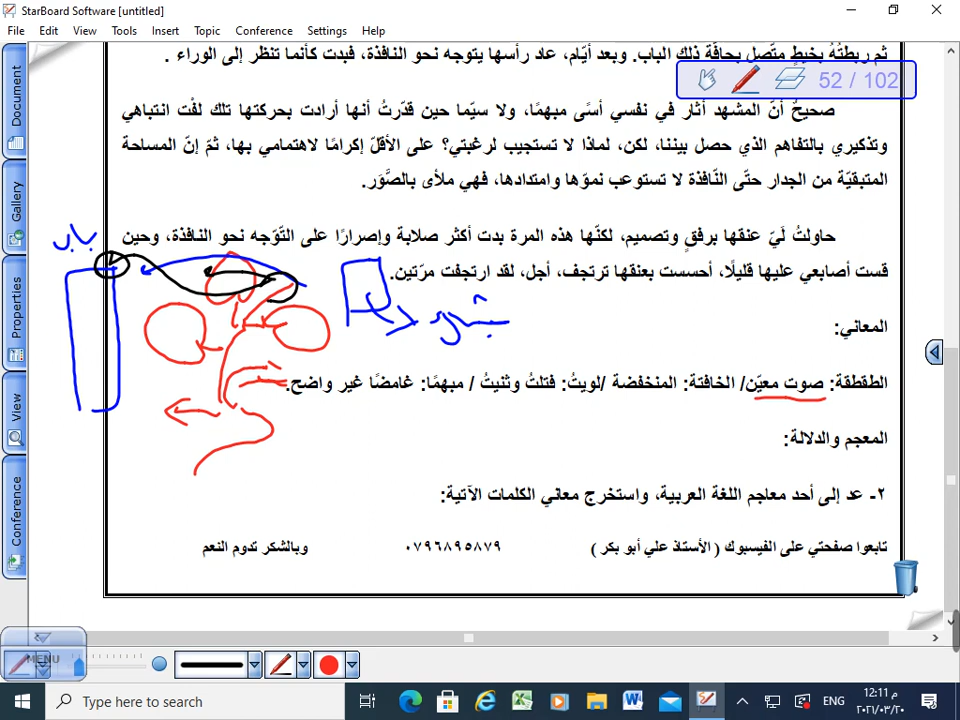 StarBoard Software [untitled]
File Edit View Tools Insert Topic Conference Settings Help
52 / 102
Document
Gallery
Properties
View
Conference
ثم ربطتُهُ بخيطٍ متّصل بحافّة ذلك الباب. وبعد أيّام، عاد رأسها يتوجه نحو النافذة، فبدت كأنما تنظر إلى الوراء .
صحيحٌ أنّ المشهد أثار في نفسي أسًى مبهمًا، ولا سيّما حين قدّرتُ أنها أرادت بحركتها تلك لفْت انتباهي
وتذكيري بالتفاهم الذي حصل بيننا، لكن، لماذا لا تستجيب لرغبتي؟ على الأقلّ إكرامًا لاهتمامي بها، ثمّ إنّ المساحة
المتبقيّة من الجدار حتّى النّافذة لا تستوعب نموّها وامتدادها، فهي ملأى بالصَّوَر.
حاولتُ لَيّ عنقها برفقٍ وتصميم، لكنّها هذه المرة بدت أكثر صلابة وإصرارًا على التّوّجه نحو النافذة، وحين
قست أصابعي عليها قليلًا، أحسست بعنقها ترتجف، أجل، لقد ارتجفت مرّتين.
باب
المعاني:
الطقطقة: صوت معيّن/ الخافتة: المنخفضة /لويتُ: فتلتُ وثنيتُ / مبهمًا: غامضًا غير واضح.
المعجم والدلالة:
٢- عد إلى أحد معاجم اللغة العربية، واستخرج معاني الكلمات الآتية:
تابعوا صفحتي على الفيسبوك ( الأستاذ علي أبو بكر ) ٠٧٩٦٨٩٥٨٧٩ وبالشكر تدوم النعم
MENU
Type here to search
ENG
١٢:١١ م
٢٠٢١/٠٣/٢٠